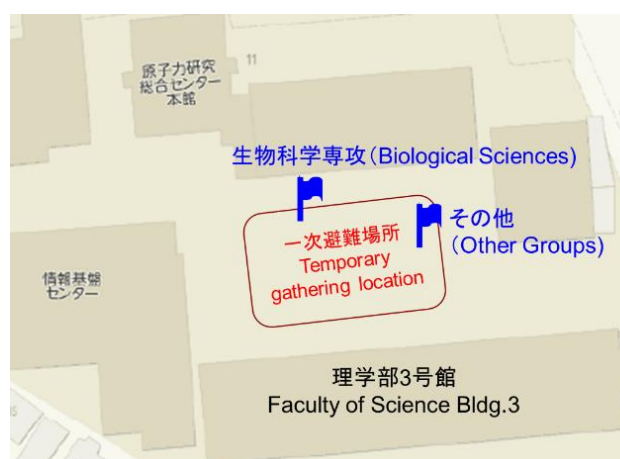 原子力研究
総合センター
本館
11
生物科学専攻（Biological Sciences）
その他
（Other Groups）
一次避難場所
Temporary
gathering location
情報基盤
センター
理学部3号館
Faculty of Science Bldg.3